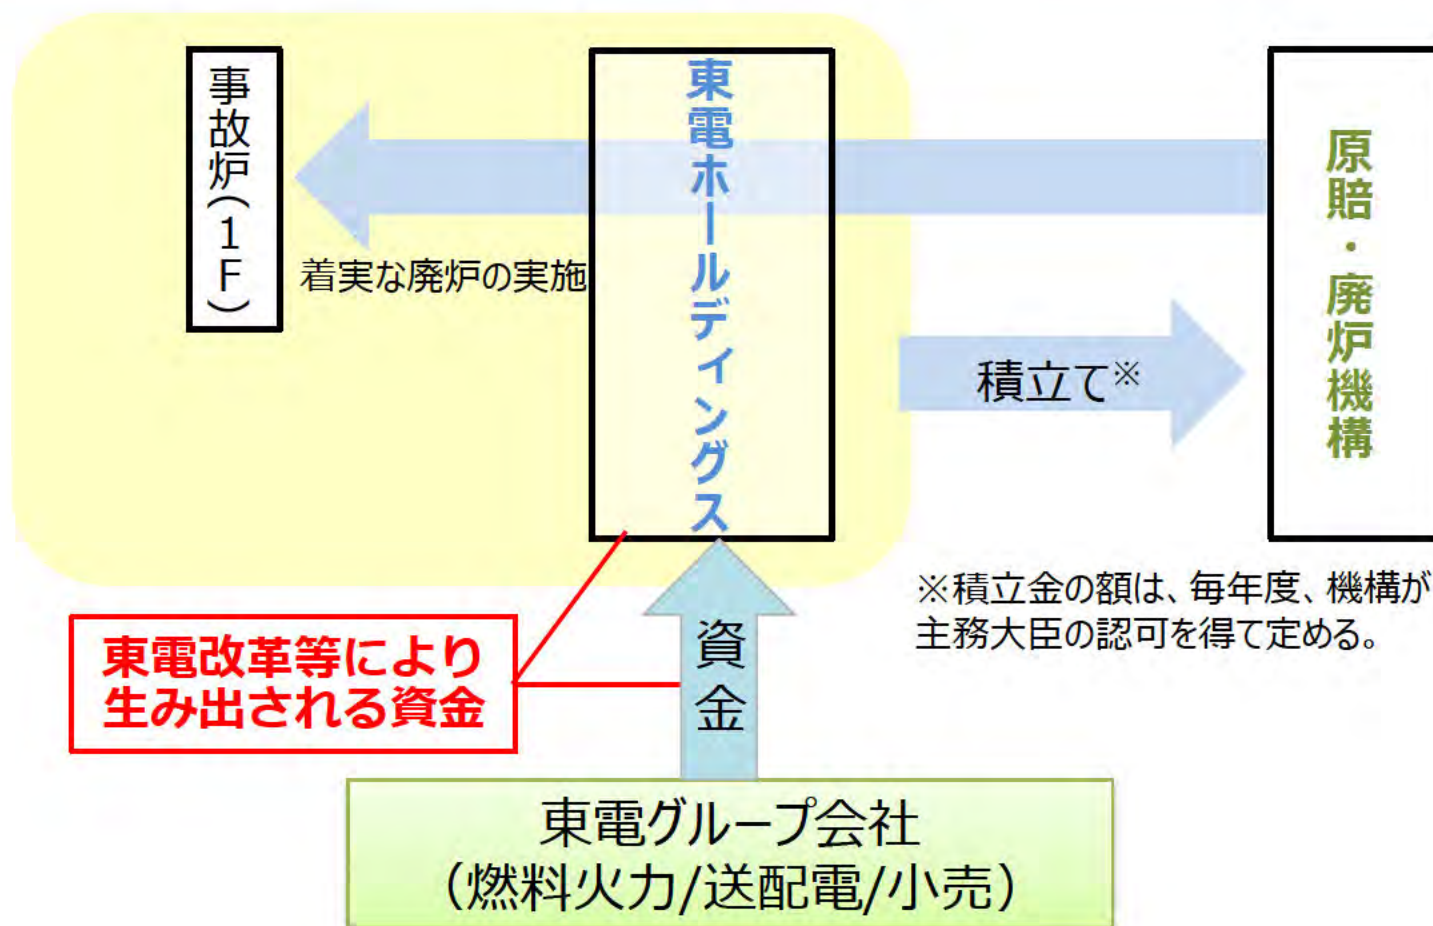 事故炉(1F)
東電ホールディングス
原賠・廃炉機構
着実な廃炉の実施
積立て※
※積立金の額は、毎年度、機構が
主務大臣の認可を得て定める。
東電改革等により
生み出される資金
資金
東電グループ会社
（燃料火力/送配電/小売）